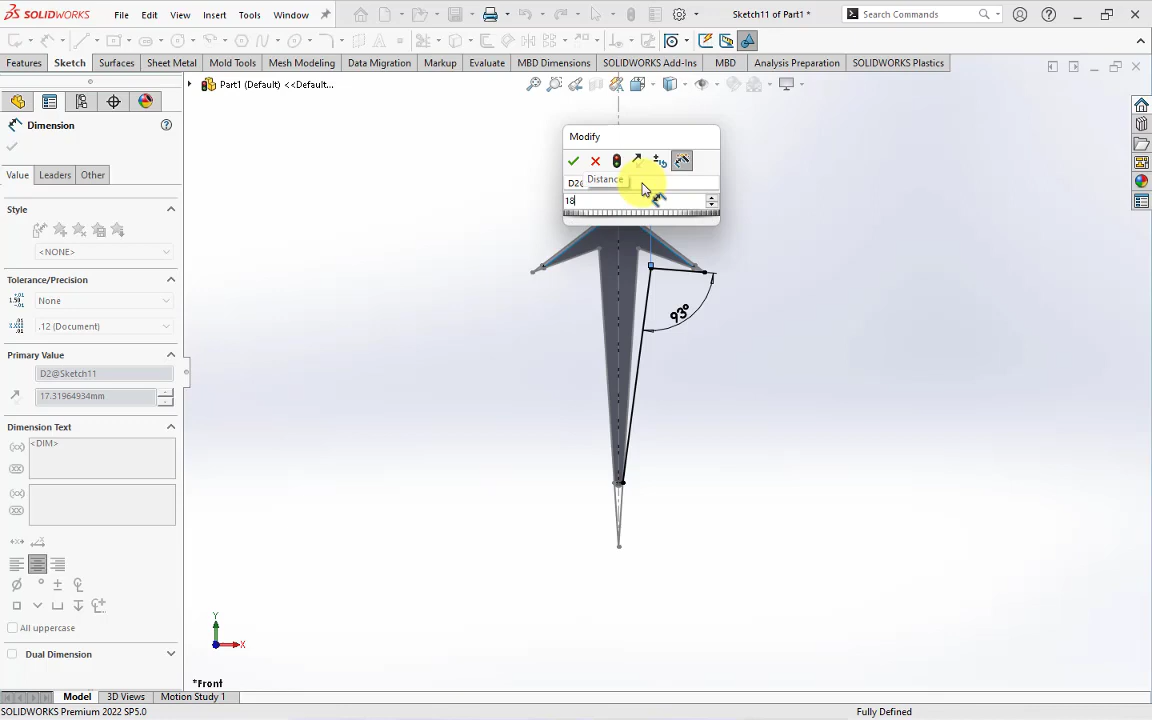 SOLIDWORKS File Edit View Insert Tools Window Sketch11 of Part1 * Search Commands
Features Sketch Surfaces Sheet Metal Mold Tools Mesh Modeling Data Migration Markup Evaluate MBD Dimensions SOLIDWORKS Add-Ins MBD Analysis Preparation SOLIDWORKS Plastics
Part1 (Default) <<Default...
Dimension
Value Leaders Other
Style
<NONE>
Tolerance/Precision
None
.12 (Document)
Primary Value
D2@Sketch11
17.31964934mm
Dimension Text
<DIM>
All uppercase
Dual Dimension
Modify
Distance
18
93°
Y
X
*Front
Model 3D Views Motion Study 1
SOLIDWORKS Premium 2022 SP5.0 Fully Defined